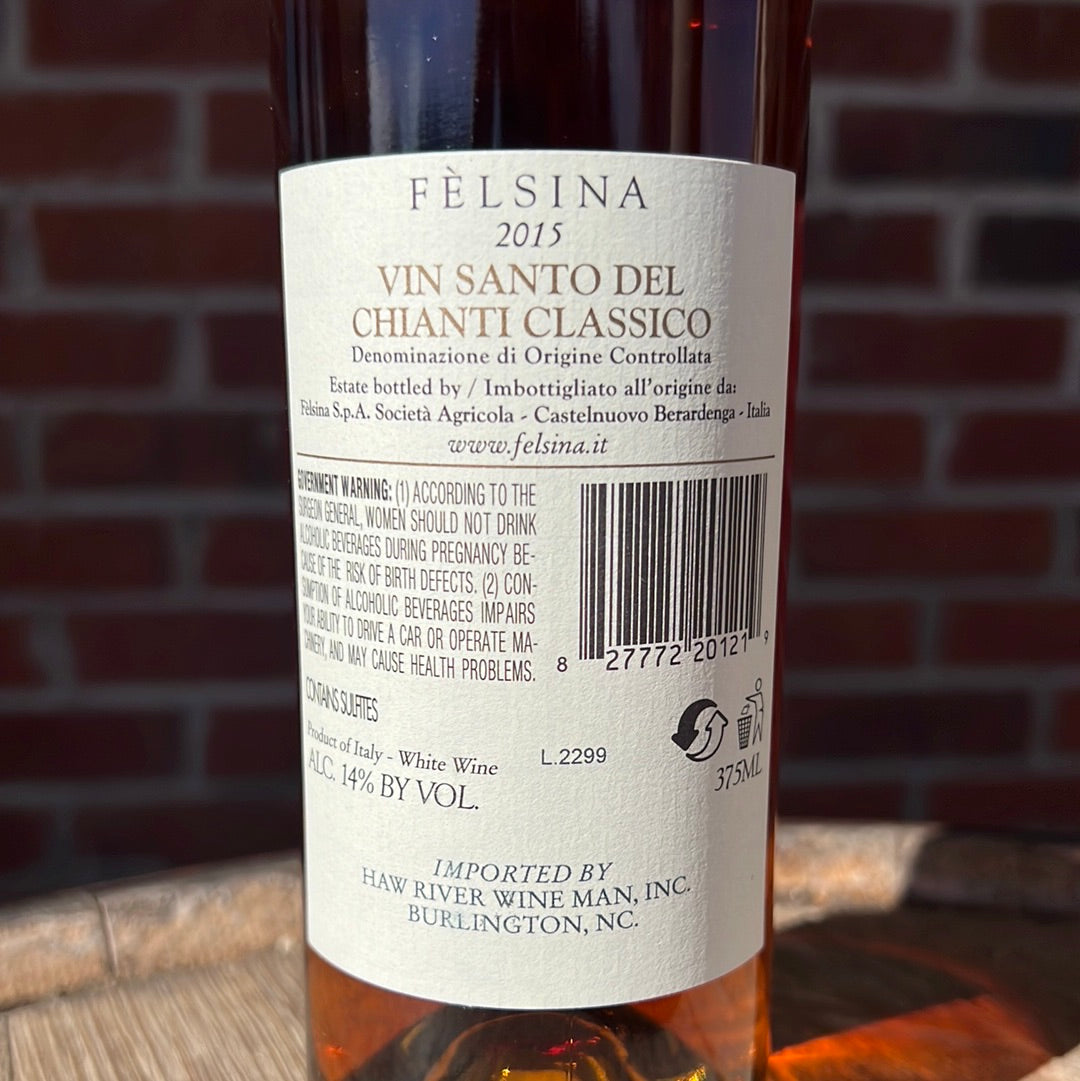 FÈLSINA
2015
VIN SANTO DEL
CHIANTI CLASSICO
Denominazione di Origine Controllata
Estate bottled by / Imbottigliato all'origine da:
Fèlsina S.p.A. Società Agricola - Castelnuovo Berardenga - Italia
www.felsina.it
GOVERNMENT WARNING: (1) ACCORDING TO THE
SURGEON GENERAL, WOMEN SHOULD NOT DRINK
ALCOHOLIC BEVERAGES DURING PREGNANCY BE-
CAUSE OF THE RISK OF BIRTH DEFECTS. (2) CON-
SUMPTION OF ALCOHOLIC BEVERAGES IMPAIRS
YOUR ABILITY TO DRIVE A CAR OR OPERATE MA-
CHINERY, AND MAY CAUSE HEALTH PROBLEMS.
8 27772 20121 9
CONTAINS SULFITES
Product of Italy - White Wine
ALC. 14% BY VOL.
L.2299
375ML
IMPORTED BY
HAW RIVER WINE MAN, INC.
BURLINGTON, NC.